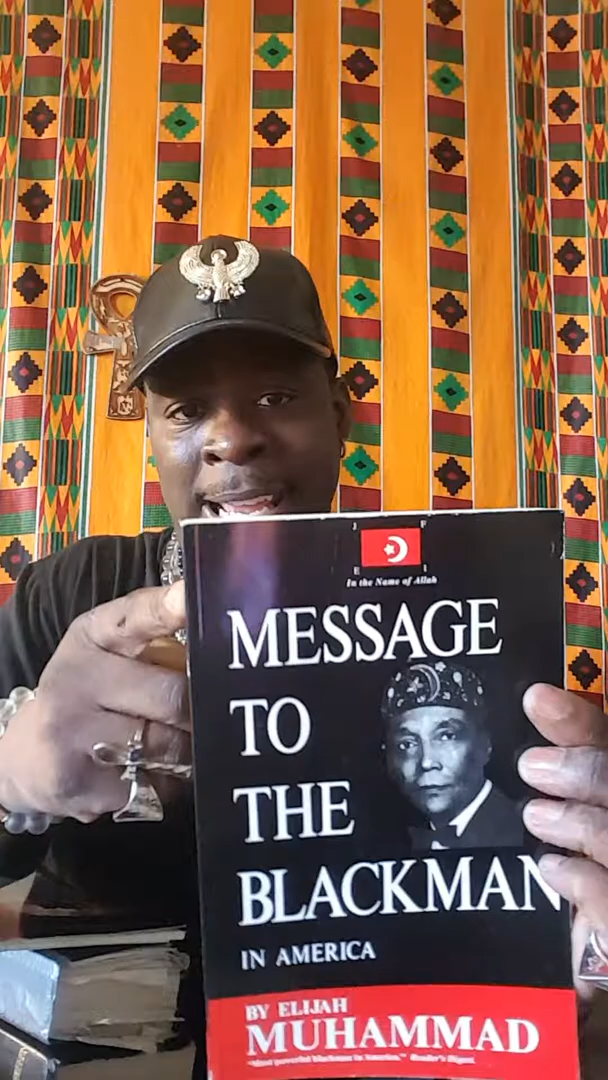 J F
E I
In the Name of Allah
MESSAGE
TO
THE
BLACKMAN
IN AMERICA
BY ELIJAH
MUHAMMAD
"Most powerful blackman in America." Reader's Digest.